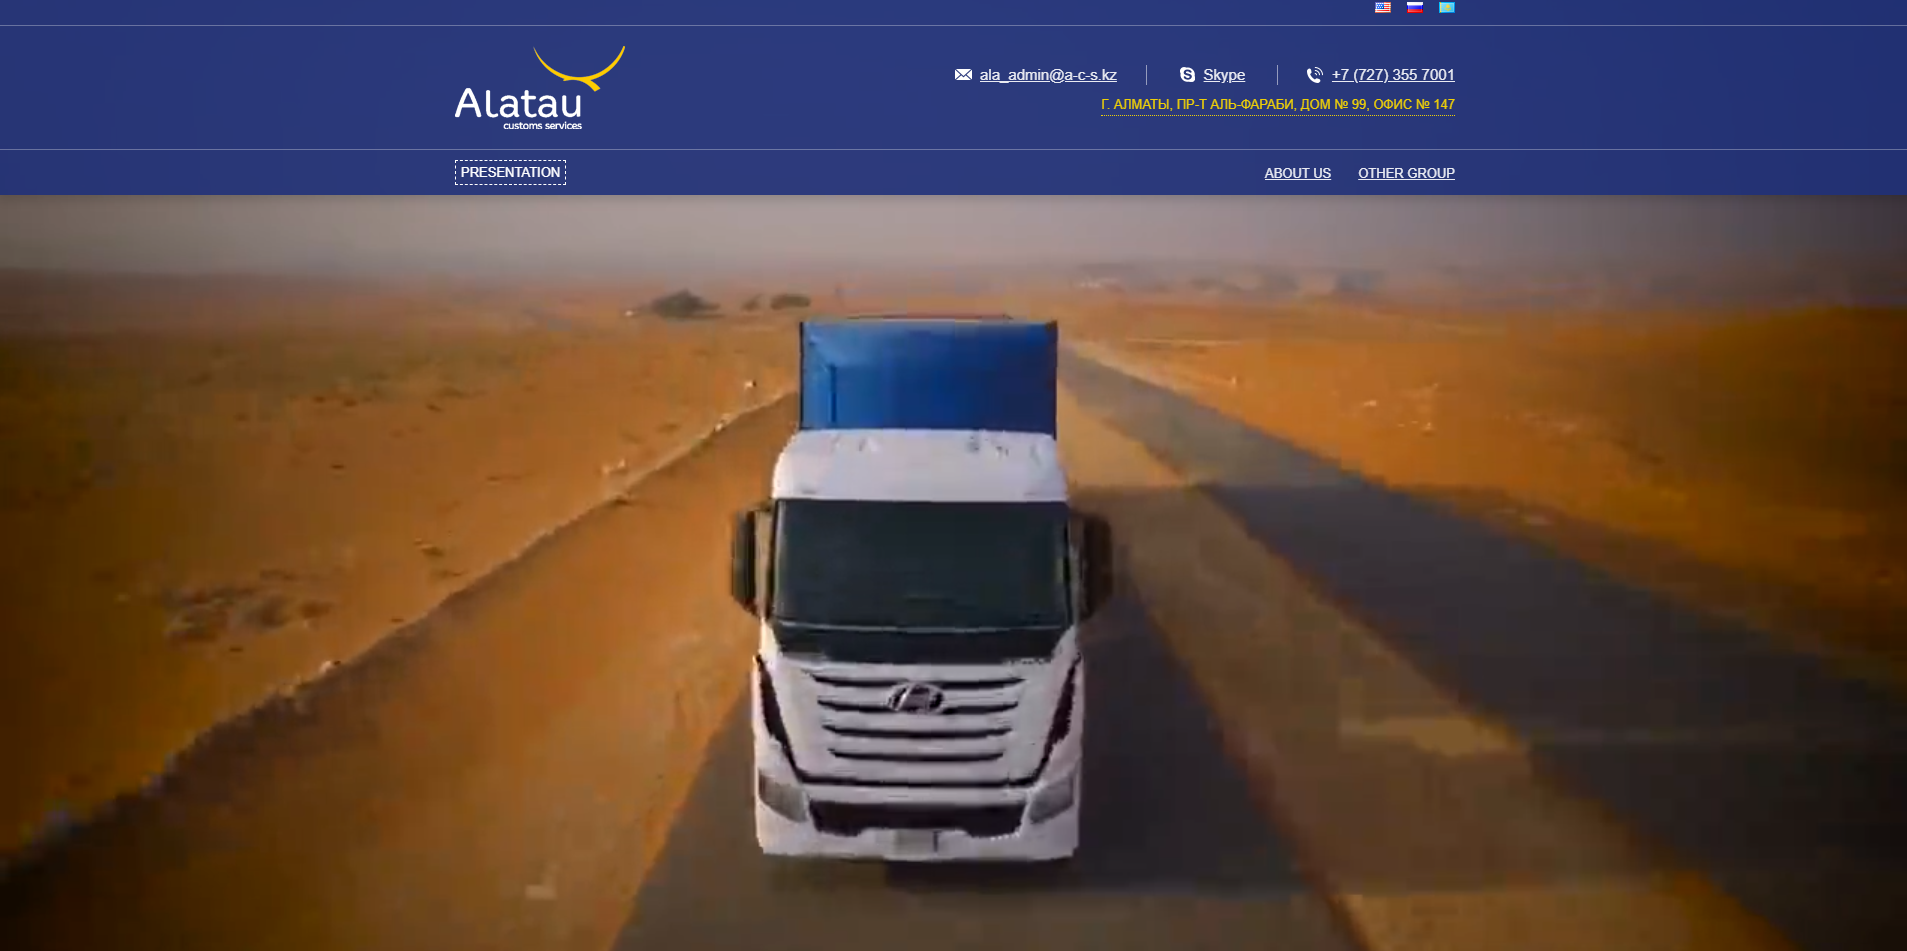 Alatau
customs services
ala_admin@a-c-s.kz
Skype
+7 (727) 355 7001
Г. АЛМАТЫ, ПР-Т АЛЬ-ФАРАБИ, ДОМ № 99, ОФИС № 147
PRESENTATION
ABOUT US
OTHER GROUP